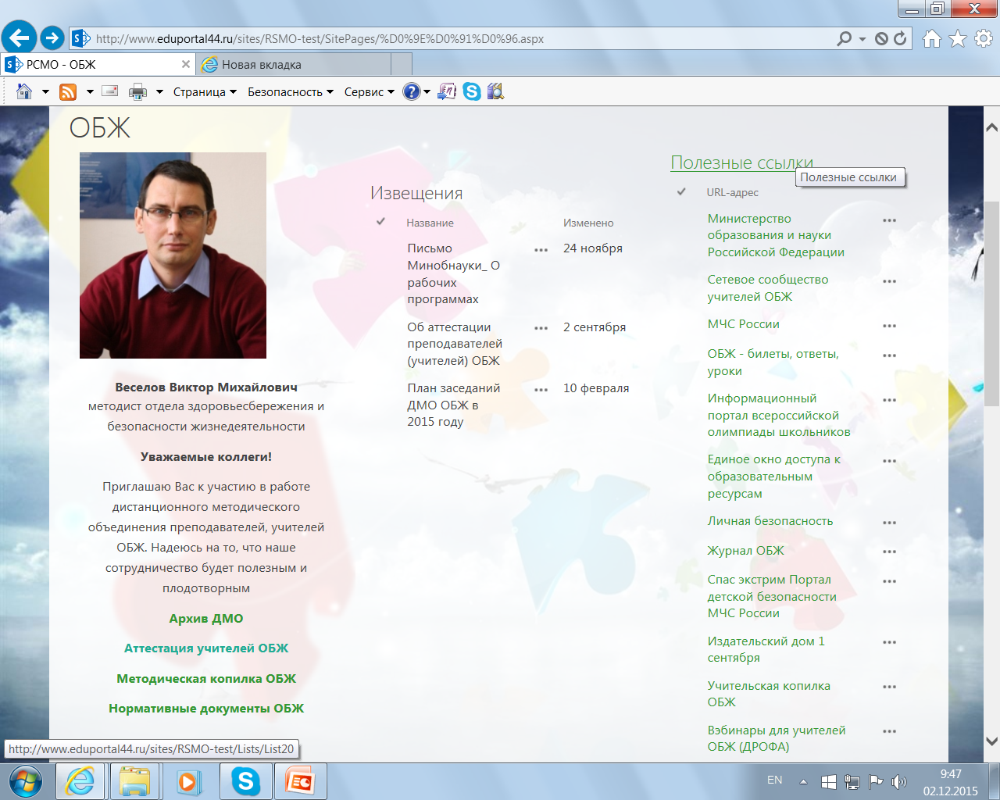 http://www.eduportal44.ru/sites/RSMO-test/SitePages/%D0%9E%D0%91%D0%96.aspx
РСМО - ОБЖ
Новая вкладка
Страница
Безопасность
Сервис
ОБЖ
Веселов Виктор Михайлович
методист отдела здоровьесбережения и
безопасности жизнедеятельности
Уважаемые коллеги!
Приглашаю Вас к участию в работе
дистанционного методического
объединения преподавателей, учителей
ОБЖ. Надеюсь на то, что наше
сотрудничество будет полезным и
плодотворным
Архив ДМО
Аттестация учителей ОБЖ
Методическая копилка ОБЖ
Нормативные документы ОБЖ
Извещения
Название
Изменено
Письмо
Минобнауки_ О
рабочих
программах
24 ноября
Об аттестации
преподавателей
(учителей) ОБЖ
2 сентября
План заседаний
ДМО ОБЖ в
2015 году
10 февраля
Полезные ссылки
Полезные ссылки
URL-адрес
Министерство
образования и науки
Российской Федерации
Сетевое сообщество
учителей ОБЖ
МЧС России
ОБЖ - билеты, ответы,
уроки
Информационный
портал всероссийской
олимпиады школьников
Единое окно доступа к
образовательным
ресурсам
Личная безопасность
Журнал ОБЖ
Спас экстрим Портал
детской безопасности
МЧС России
Издательский дом 1
сентября
Учительская копилка
ОБЖ
Вэбинары для учителей
ОБЖ (ДРОФА)
http://www.eduportal44.ru/sites/RSMO-test/Lists/List20
EN
9:47
02.12.2015